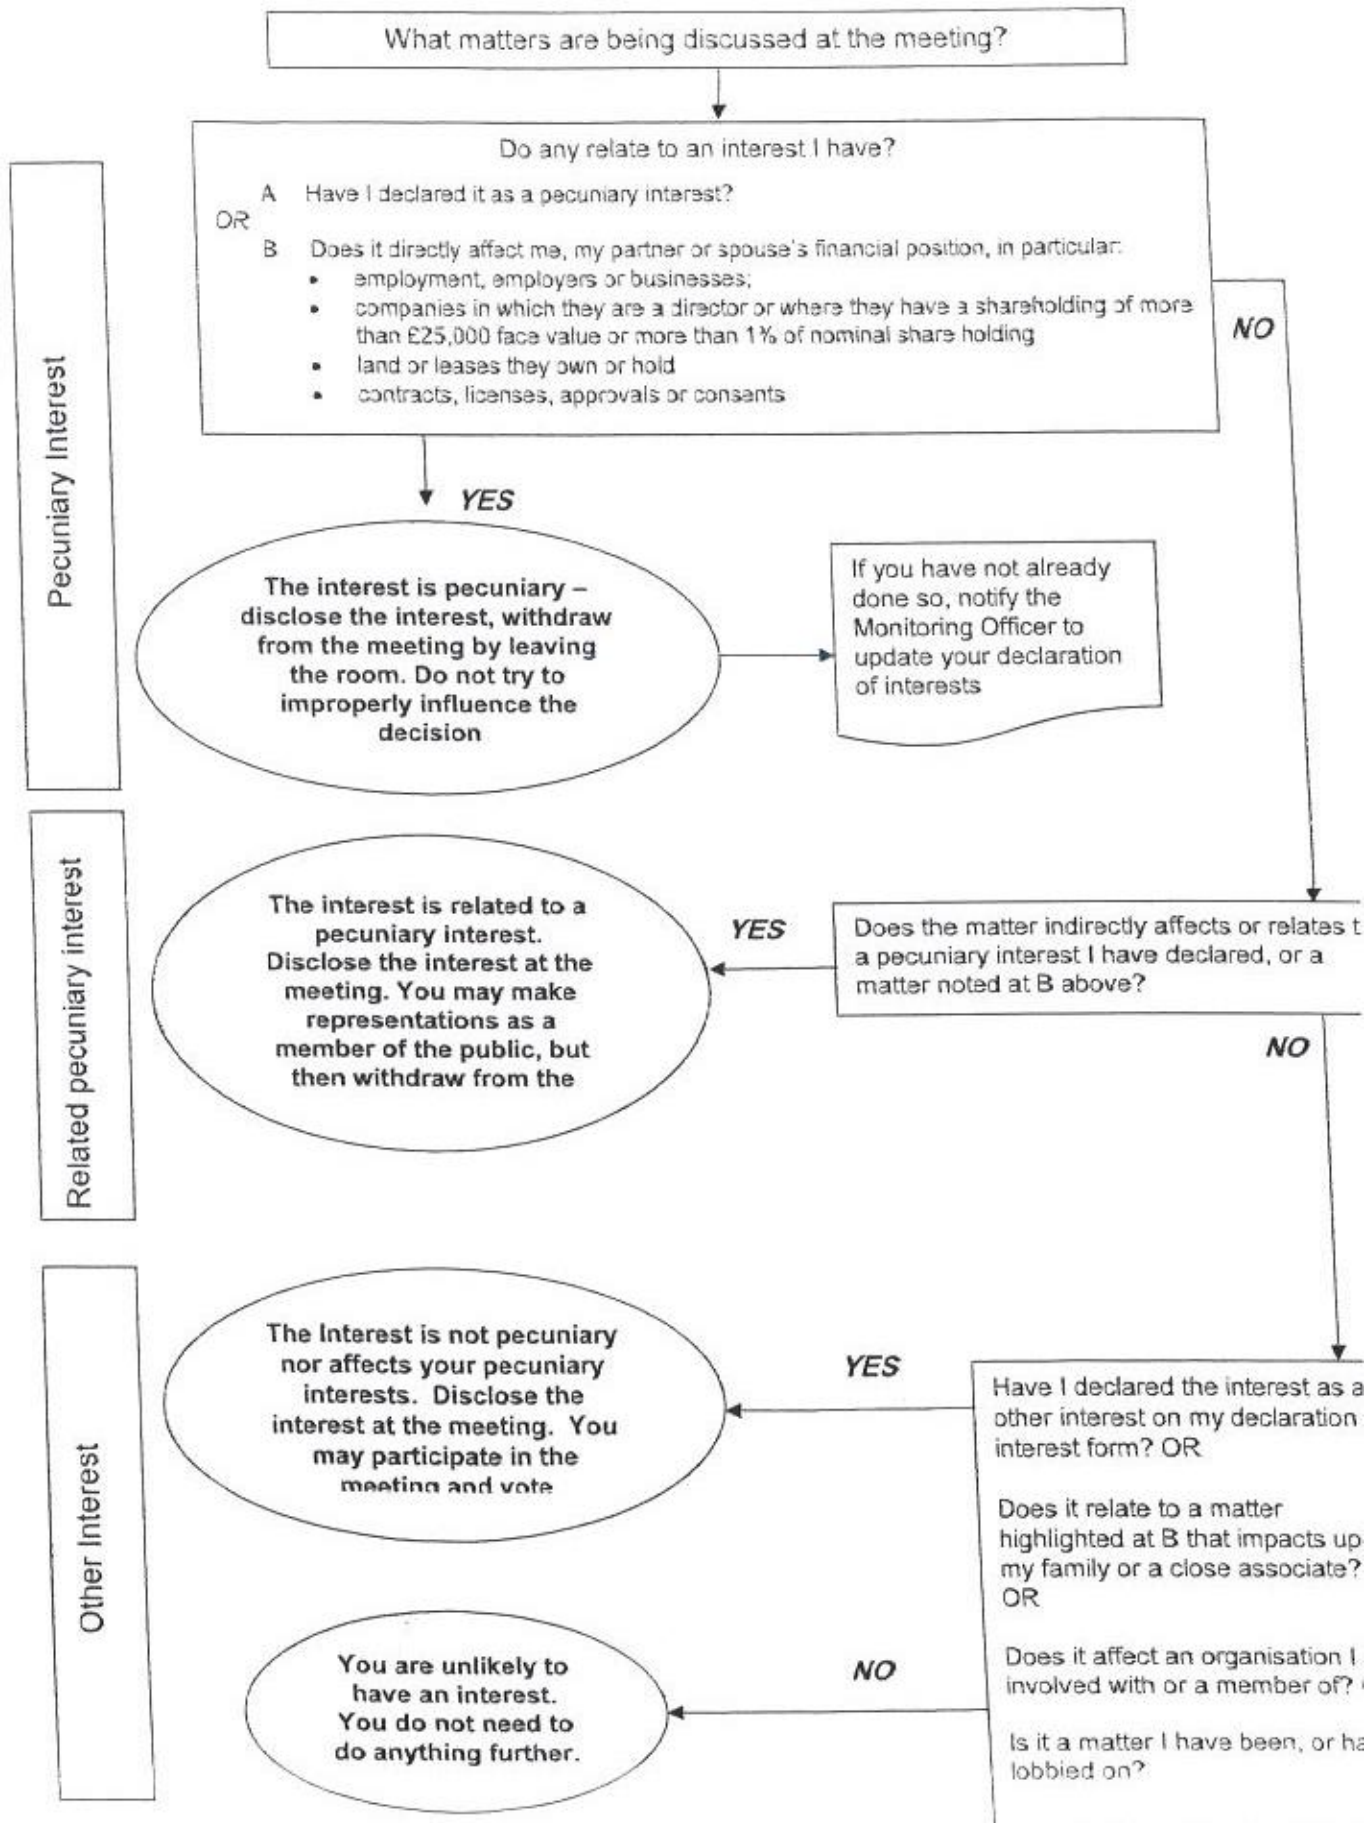 What matters are being discussed at the meeting?
Do any relate to an interest I have?
A Have I declared it as a pecuniary interest?
OR
B Does it directly affect me, my partner or spouse's financial position, in particular:
• employment, employers or businesses;
• companies in which they are a director or where they have a shareholding of more
than £25,000 face value or more than 1% of nominal share holding
• land or leases they own or hold
• contracts, licenses, approvals or consents
NO
Pecuniary Interest
YES
The interest is pecuniary –
disclose the interest, withdraw
from the meeting by leaving
the room. Do not try to
improperly influence the
decision
If you have not already
done so, notify the
Monitoring Officer to
update your declaration
of interests
Related pecuniary interest
The interest is related to a
pecuniary interest.
Disclose the interest at the
meeting. You may make
representations as a
member of the public, but
then withdraw from the
YES
Does the matter indirectly affects or relates t
a pecuniary interest I have declared, or a
matter noted at B above?
NO
Other Interest
The Interest is not pecuniary
nor affects your pecuniary
interests. Disclose the
interest at the meeting. You
may participate in the
meeting and vote
YES
Have I declared the interest as a
other interest on my declaration
interest form? OR
Does it relate to a matter
highlighted at B that impacts up
my family or a close associate?
OR
Does it affect an organisation I
involved with or a member of?
Is it a matter I have been, or ha
lobbied on?
NO
You are unlikely to
have an interest.
You do not need to
do anything further.